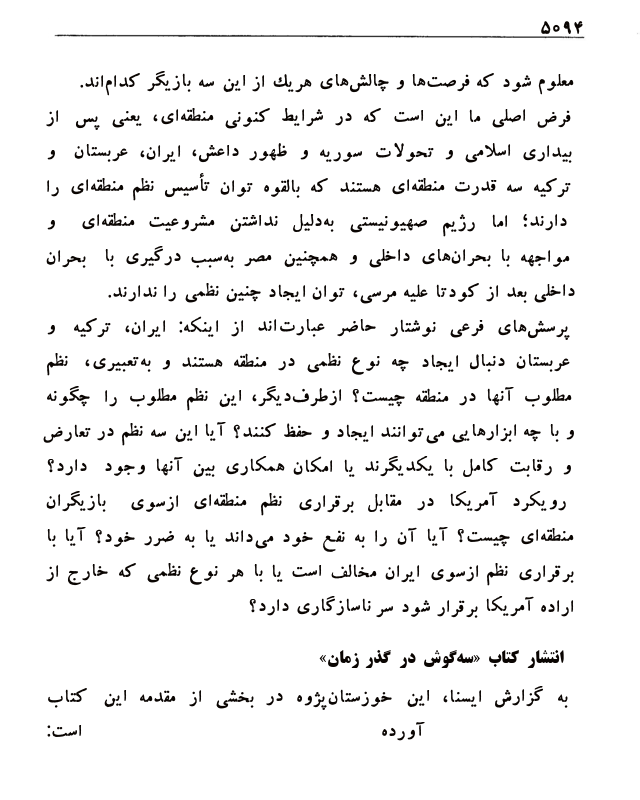 ۵۰۹۴
معلوم شود که فرصت‌ها و چالش‌های هریك از این سه بازیگر کدام‌اند.
فرض اصلی ما این است که در شرایط کنونی منطقه‌ای، یعنی پس از
بیداری اسلامی و تحولات سوریه و ظهور داعش، ایران، عربستان و
ترکیه سه قدرت منطقه‌ای هستند که بالقوه توان تأسیس نظم منطقه‌ای را
دارند؛ اما رژیم صهیونیستی به‌دلیل نداشتن مشروعیت منطقه‌ای و
مواجهه با بحران‌های داخلی و همچنین مصر به‌سبب درگیری با بحران
داخلی بعد از کودتا علیه مرسی، توان ایجاد چنین نظمی را ندارند.
پرسش‌های فرعی نوشتار حاضر عبارت‌اند از اینکه: ایران، ترکیه و
عربستان دنبال ایجاد چه نوع نظمی در منطقه هستند و به‌تعبیری، نظم
مطلوب آنها در منطقه چیست؟ ازطرف‌دیگر، این نظم مطلوب را چگونه
و با چه ابزارهایی می‌توانند ایجاد و حفظ کنند؟ آیا این سه نظم در تعارض
و رقابت کامل با یکدیگرند یا امکان همکاری بین آنها وجود دارد؟
رویکرد آمریکا در مقابل برقراری نظم منطقه‌ای ازسوی بازیگران
منطقه‌ای چیست؟ آیا آن را به نفع خود می‌داند یا به ضرر خود؟ آیا با
برقراری نظم ازسوی ایران مخالف است یا با هر نوع نظمی که خارج از
اراده آمریکا برقرار شود سر ناسازگاری دارد؟
انتشار کتاب «سه‌گوش در گذر زمان»
به گزارش ایسنا، این خوزستان‌پژوه در بخشی از مقدمه این کتاب
آورده است: